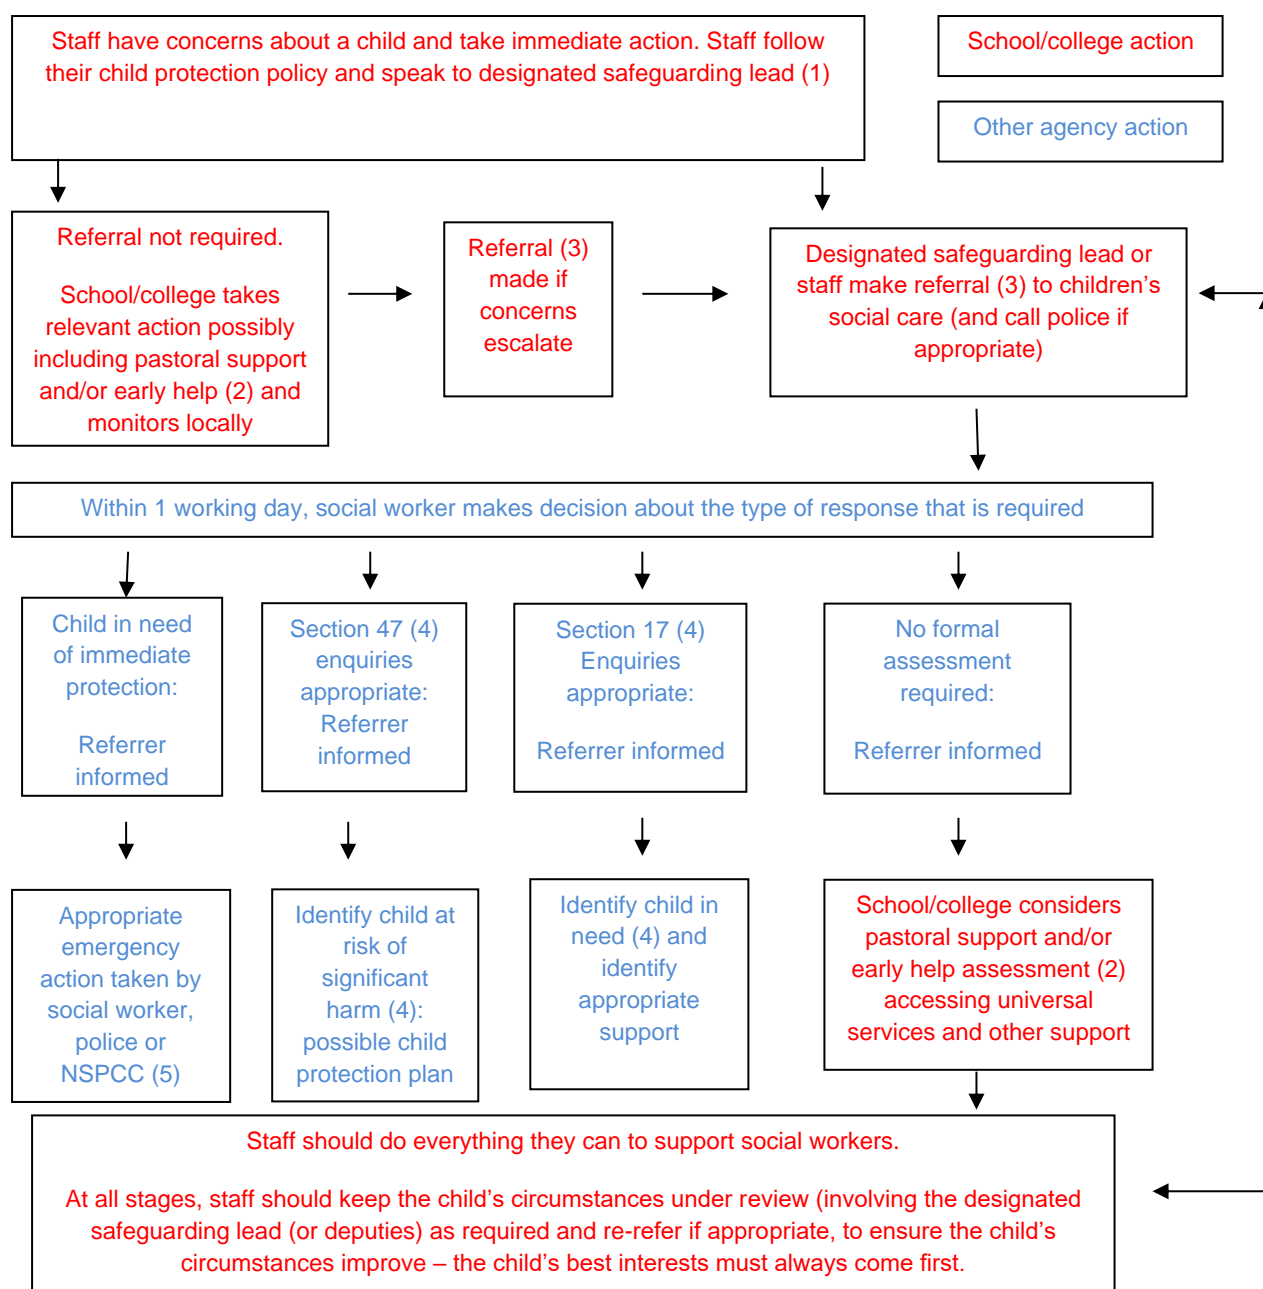 Staff have concerns about a child and take immediate action. Staff follow
their child protection policy and speak to designated safeguarding lead (1)
School/college action
Other agency action
Referral not required.
School/college takes
relevant action possibly
including pastoral support
and/or early help (2) and
monitors locally
Referral (3)
made if
concerns
escalate
Designated safeguarding lead or
staff make referral (3) to children’s
social care (and call police if
appropriate)
Within 1 working day, social worker makes decision about the type of response that is required
Child in need
of immediate
protection:
Referrer
informed
Section 47 (4)
enquiries
appropriate:
Referrer
informed
Section 17 (4)
Enquiries
appropriate:
Referrer informed
No formal
assessment
required:
Referrer informed
Appropriate
emergency
action taken by
social worker,
police or
NSPCC (5)
Identify child at
risk of
significant
harm (4):
possible child
protection plan
Identify child in
need (4) and
identify
appropriate
support
School/college considers
pastoral support and/or
early help assessment (2)
accessing universal
services and other support
Staff should do everything they can to support social workers.
At all stages, staff should keep the child’s circumstances under review (involving the designated
safeguarding lead (or deputies) as required and re-refer if appropriate, to ensure the child’s
circumstances improve – the child’s best interests must always come first.